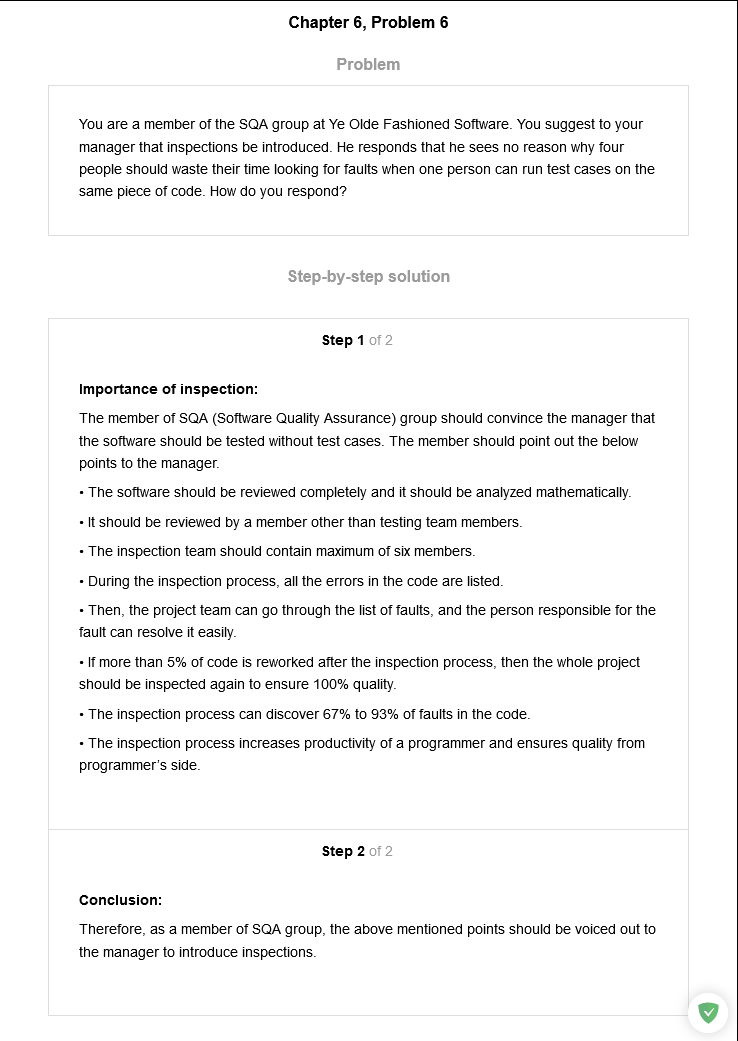 Chapter 6, Problem 6
Problem
You are a member of the SQA group at Ye Olde Fashioned Software. You suggest to your
manager that inspections be introduced. He responds that he sees no reason why four
people should waste their time looking for faults when one person can run test cases on the
same piece of code. How do you respond?
Step-by-step solution
Step 1 of 2
Importance of inspection:
The member of SQA (Software Quality Assurance) group should convince the manager that
the software should be tested without test cases. The member should point out the below
points to the manager.
• The software should be reviewed completely and it should be analyzed mathematically.
• It should be reviewed by a member other than testing team members.
• The inspection team should contain maximum of six members.
• During the inspection process, all the errors in the code are listed.
• Then, the project team can go through the list of faults, and the person responsible for the
fault can resolve it easily.
• If more than 5% of code is reworked after the inspection process, then the whole project
should be inspected again to ensure 100% quality.
• The inspection process can discover 67% to 93% of faults in the code.
• The inspection process increases productivity of a programmer and ensures quality from
programmer's side.
Step 2 of 2
Conclusion:
Therefore, as a member of SQA group, the above mentioned points should be voiced out to
the manager to introduce inspections.